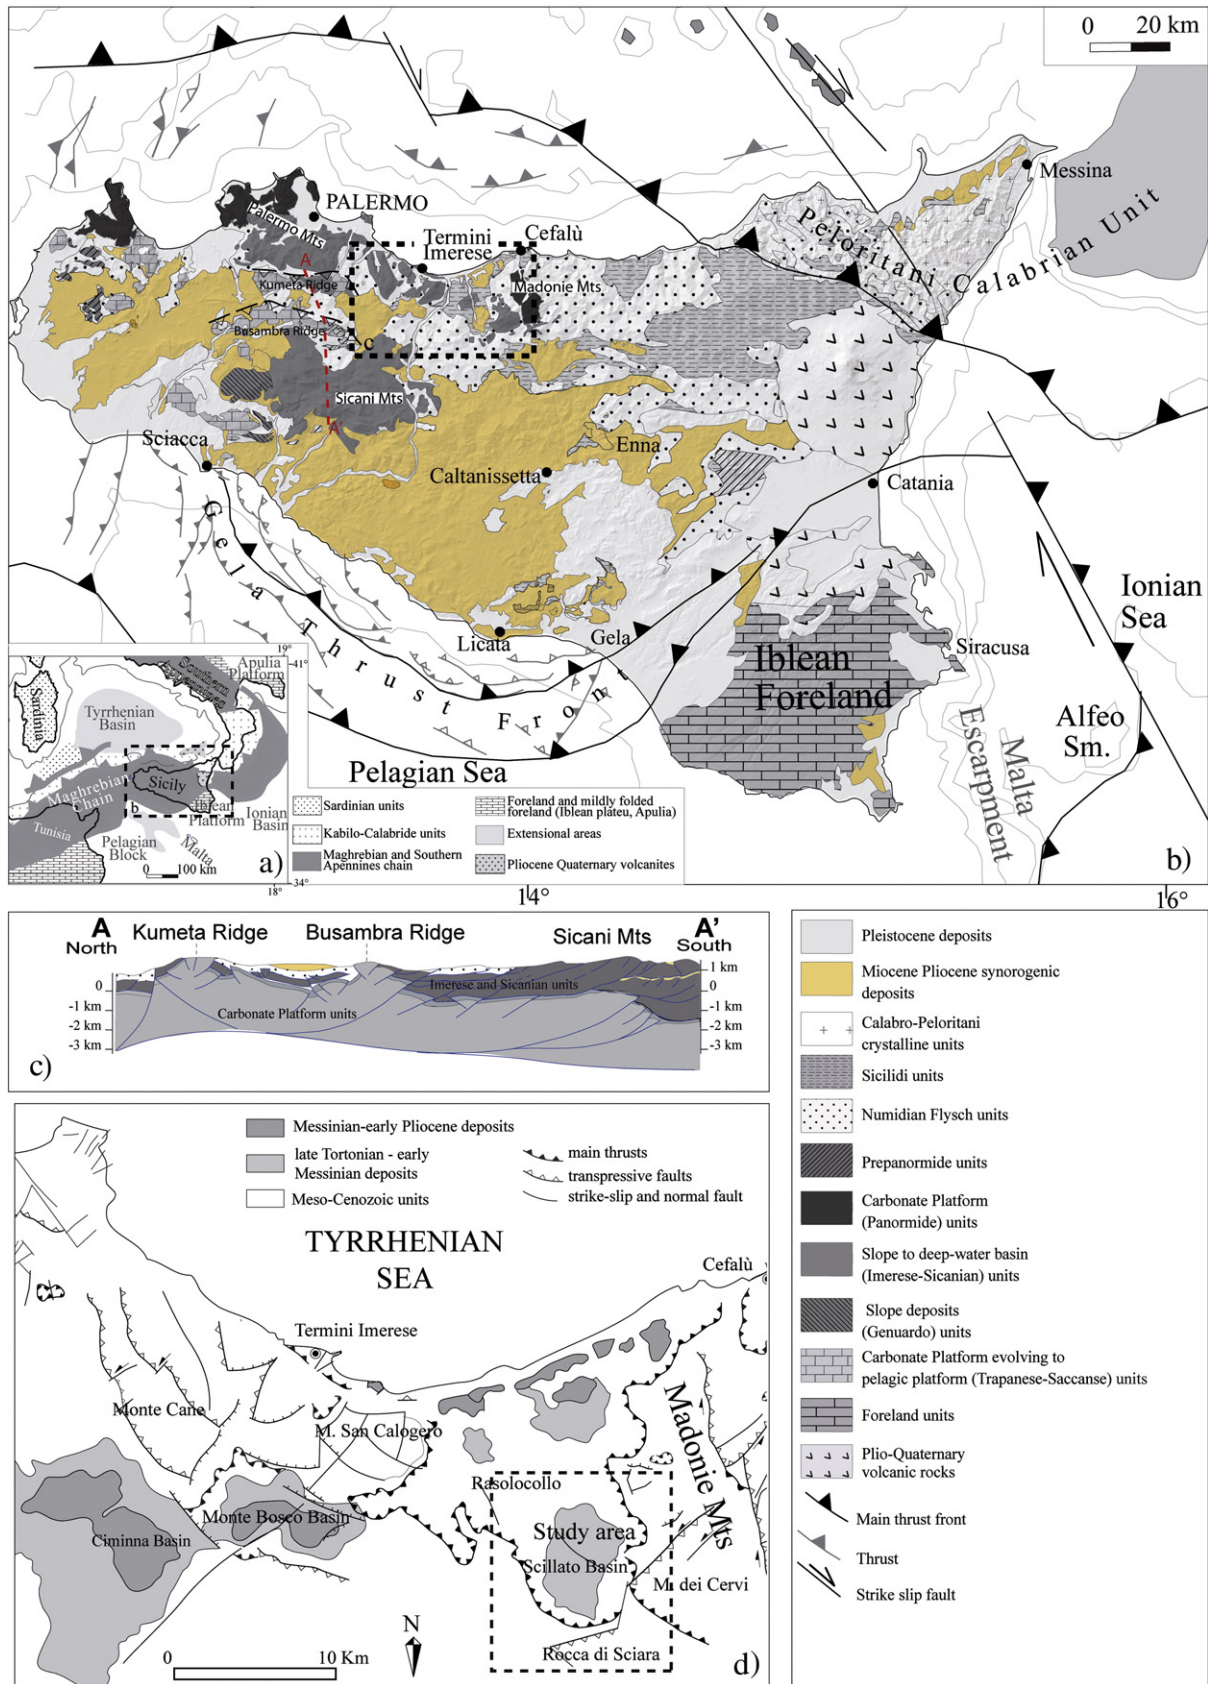 0 20 km
Messina
PALERMO
Palermo Mts
Termini
Imerese
Cefalù
Peloritani Calabrian Unit
A
Kumeta Ridge
Madonie Mts
Busambra Ridge
c
Sicani Mts
A'
Sciacca
Enna
Caltanissetta
Catania
Gela Thrust Front
Ionian
Sea
Licata
Gela
Siracusa
Iblean
Foreland
Alfeo
Sm.
Malta
Escarpment
Pelagian Sea
b)
19°
41°
Apulia
Platform
Southern
Apennines
Sardinia
Tyrrhenian
Basin
Maghrebian
Chain
Sicily
b
Iblean
Platform
Ionian
Basin
Tunisia
Pelagian
Block
Malta
0 100 km
a)
18°
34°
Sardinian units
Kabilo-Calabride units
Maghrebian and Southern
Apennines chain
Foreland and mildly folded
foreland (Iblean plateu, Apulia)
Extensional areas
Pliocene Quaternary volcanites
14°
16°
A
North
Kumeta Ridge
Busambra Ridge
Sicani Mts
A’
South
0
-1 km
-2 km
-3 km
Imerese and Sicanian units
Carbonate Platform units
1 km
0
-1 km
-2 km
-3 km
c)
Messinian-early Pliocene deposits
late Tortonian - early
Messinian deposits
Meso-Cenozoic units
main thrusts
transpressive faults
strike-slip and normal fault
TYRRHENIAN
SEA
Cefalù
Termini Imerese
Monte Cane
M. San Calogero
Madonie Mts
Rasolocollo
Monte Bosco Basin
Ciminna Basin
Study area
Scillato Basin
M. dei Cervi
Rocca di Sciara
N
0 10 Km
d)
Pleistocene deposits
Miocene Pliocene synorogenic
deposits
Calabro-Peloritani
crystalline units
Sicilidi units
Numidian Flysch units
Prepanormide units
Carbonate Platform
(Panormide) units
Slope to deep-water basin
(Imerese-Sicanian) units
Slope deposits
(Genuardo) units
Carbonate Platform evolving to
pelagic platform (Trapanese-Saccanse) units
Foreland units
Plio-Quaternary
volcanic rocks
Main thrust front
Thrust
Strike slip fault